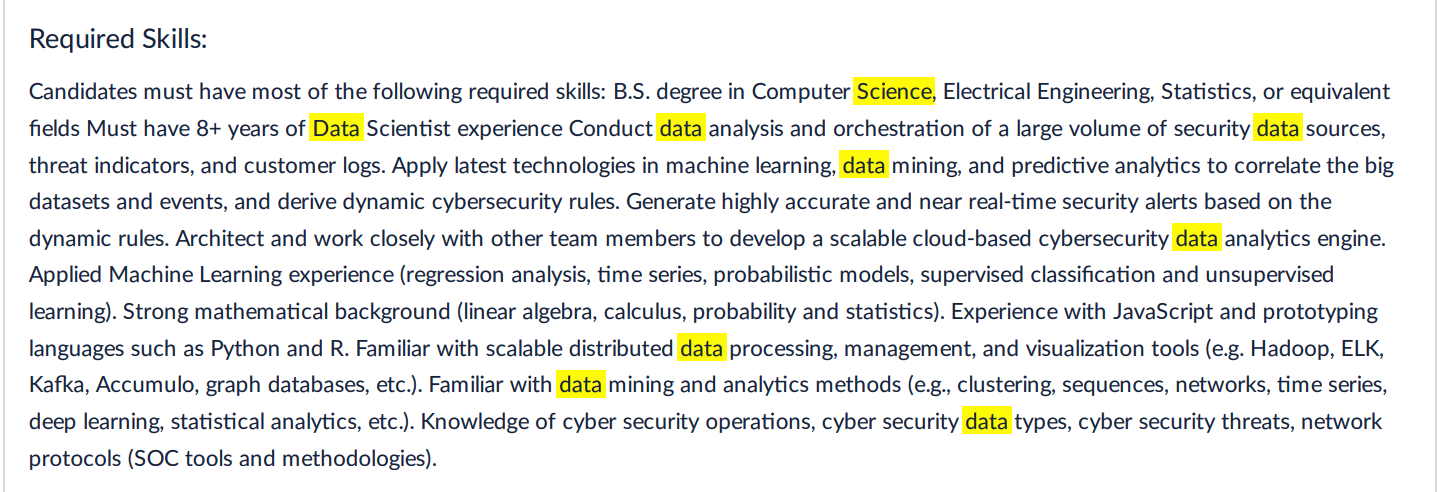 Required Skills:
Candidates must have most of the following required skills: B.S. degree in Computer Science, Electrical Engineering, Statistics, or equivalent
fields Must have 8+ years of Data Scientist experience Conduct data analysis and orchestration of a large volume of security data sources,
threat indicators, and customer logs. Apply latest technologies in machine learning, data mining, and predictive analytics to correlate the big
datasets and events, and derive dynamic cybersecurity rules. Generate highly accurate and near real-time security alerts based on the
dynamic rules. Architect and work closely with other team members to develop a scalable cloud-based cybersecurity data analytics engine.
Applied Machine Learning experience (regression analysis, time series, probabilistic models, supervised classification and unsupervised
learning). Strong mathematical background (linear algebra, calculus, probability and statistics). Experience with JavaScript and prototyping
languages such as Python and R. Familiar with scalable distributed data processing, management, and visualization tools (e.g. Hadoop, ELK,
Kafka, Accumulo, graph databases, etc.). Familiar with data mining and analytics methods (e.g., clustering, sequences, networks, time series,
deep learning, statistical analytics, etc.). Knowledge of cyber security operations, cyber security data types, cyber security threats, network
protocols (SOC tools and methodologies).